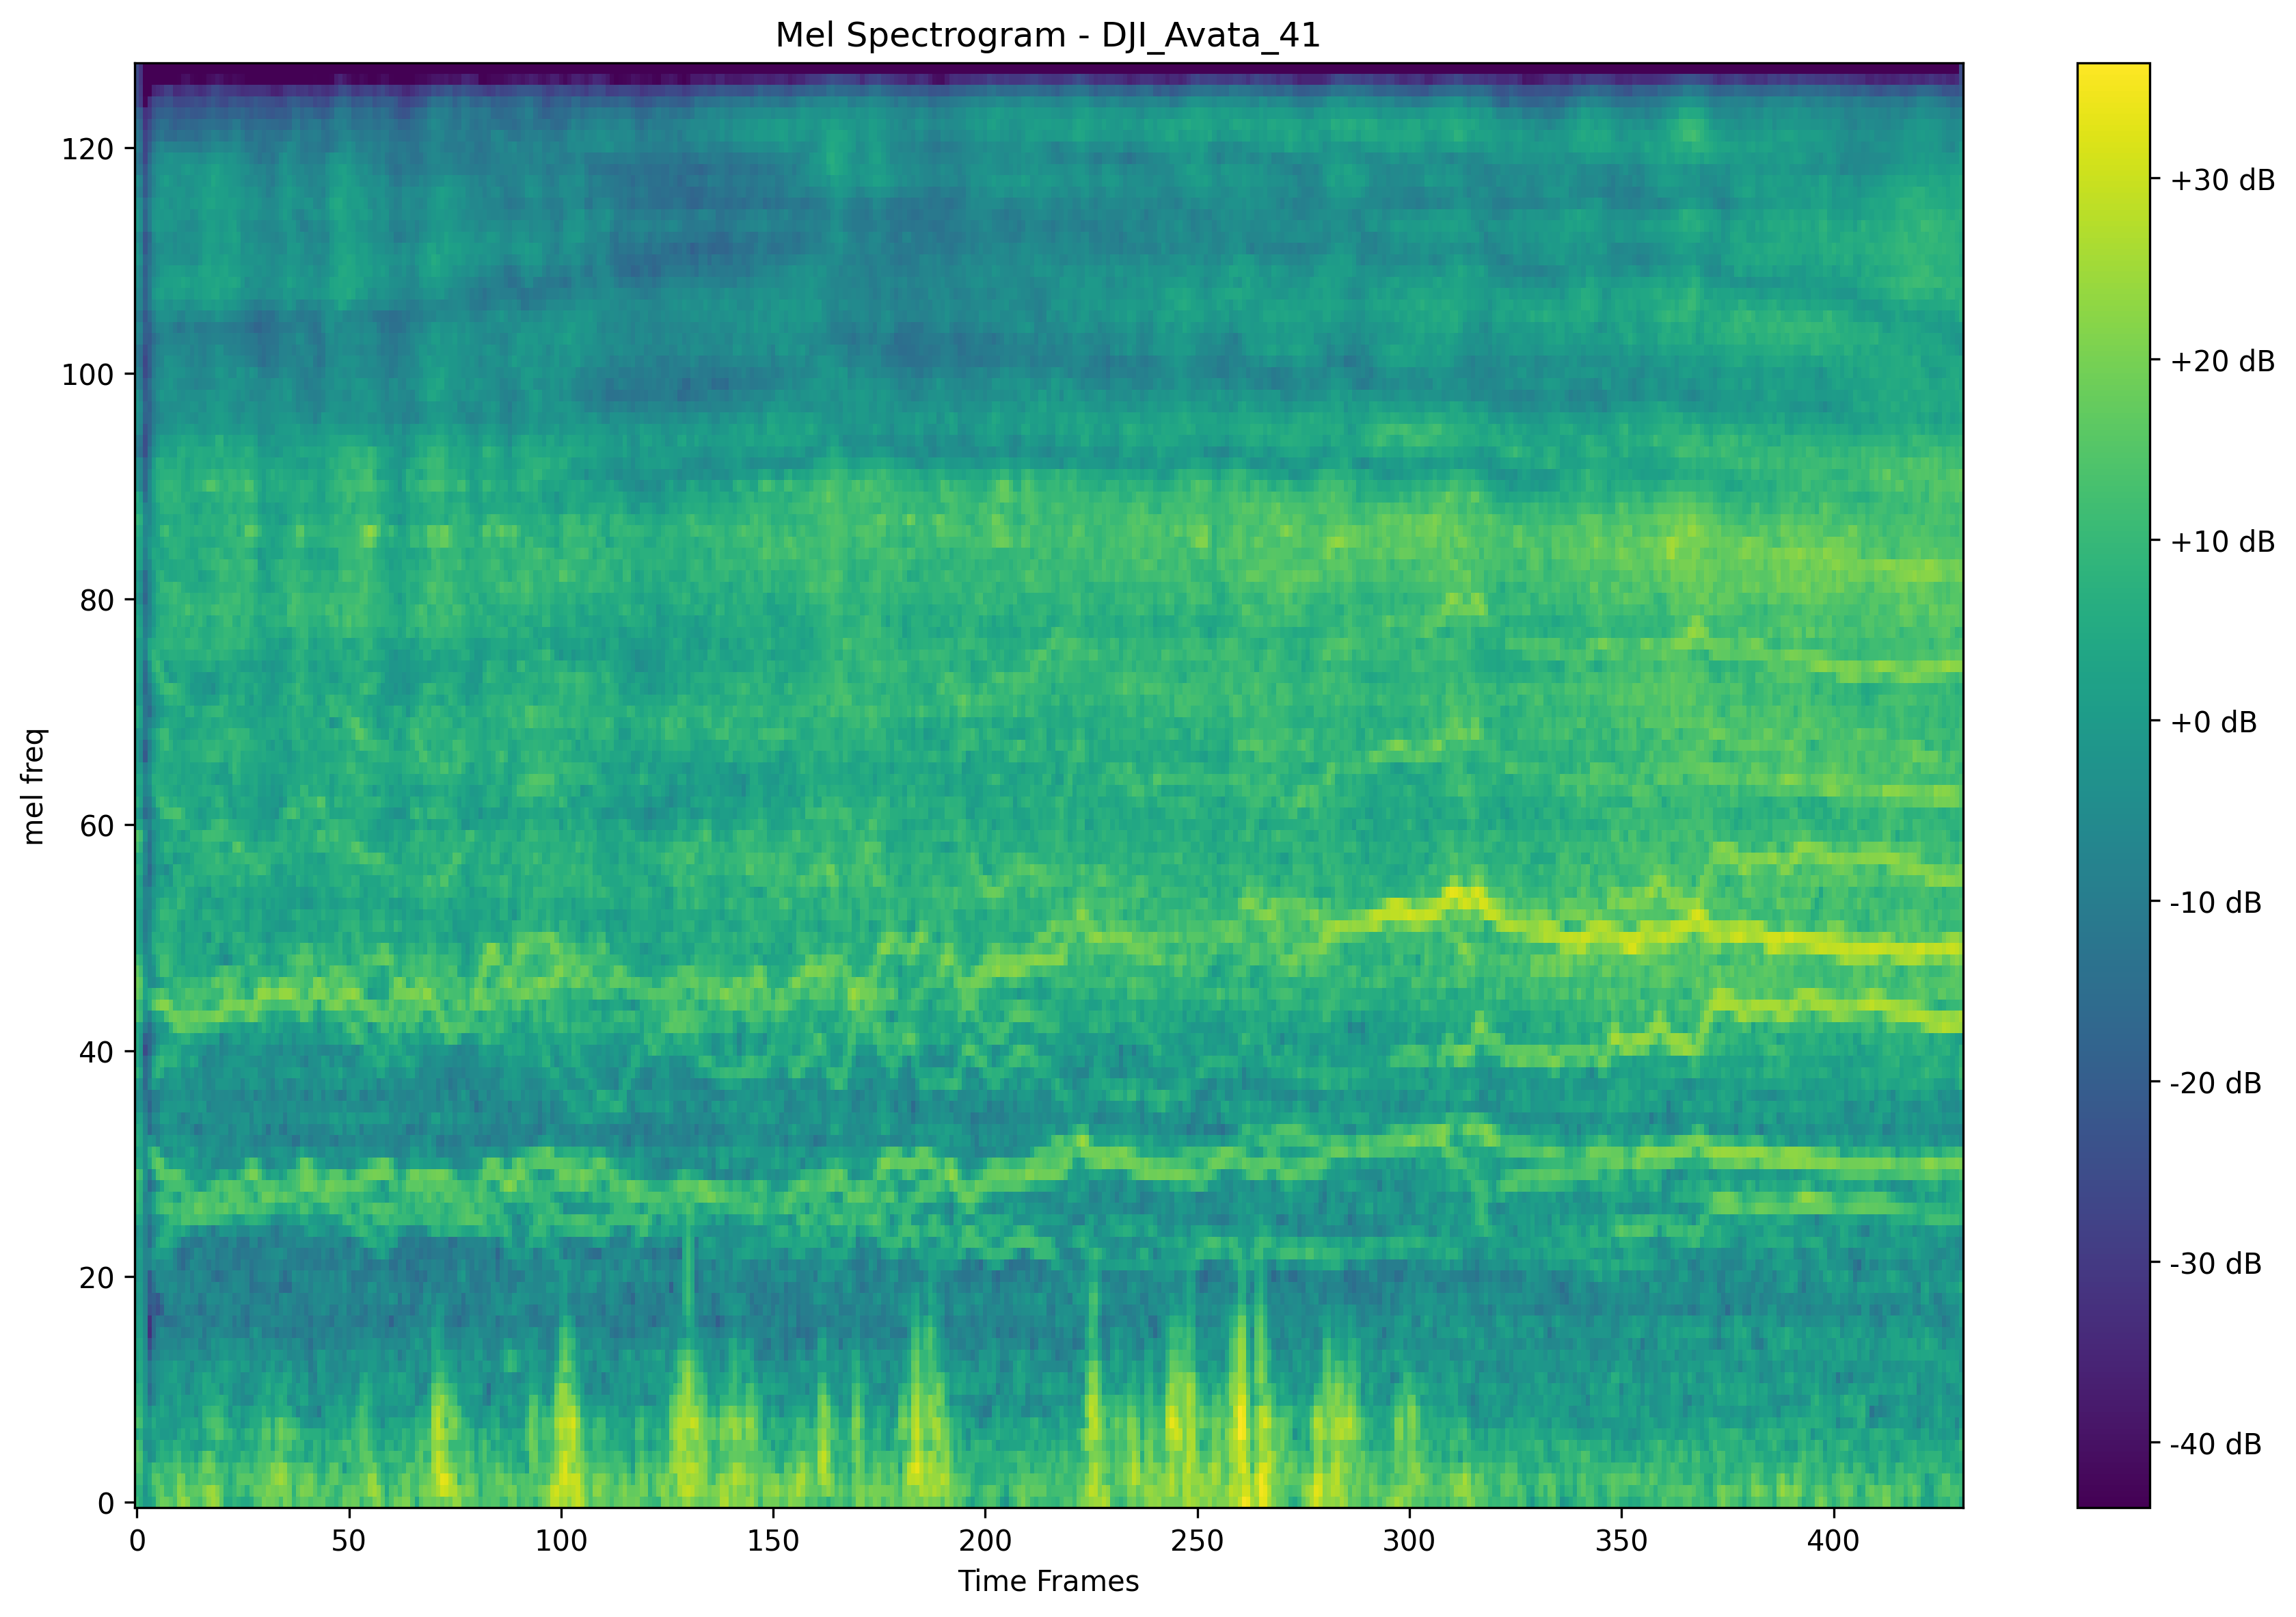 Mel Spectrogram - DJI_Avata_41
mel freq
120
100
80
60
40
20
0
0 50 100 150 200 250 300 350 400
Time Frames
+30 dB
+20 dB
+10 dB
+0 dB
-10 dB
-20 dB
-30 dB
-40 dB